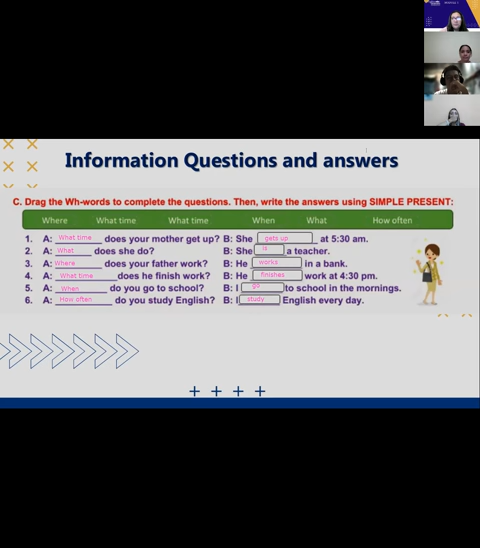 Information Questions and answers
C. Drag the Wh-words to complete the questions. Then, write the answers using SIMPLE PRESENT:
Where What time What time When What How often
1. A: What time does your mother get up? B: She gets up at 5:30 am.
2. A: What does she do? B: She is a teacher.
3. A: Where does your father work? B: He works in a bank.
4. A: What time does he finish work? B: He finishes work at 4:30 pm.
5. A: When do you go to school? B: I go to school in the mornings.
6. A: How often do you study English? B: I study English every day.